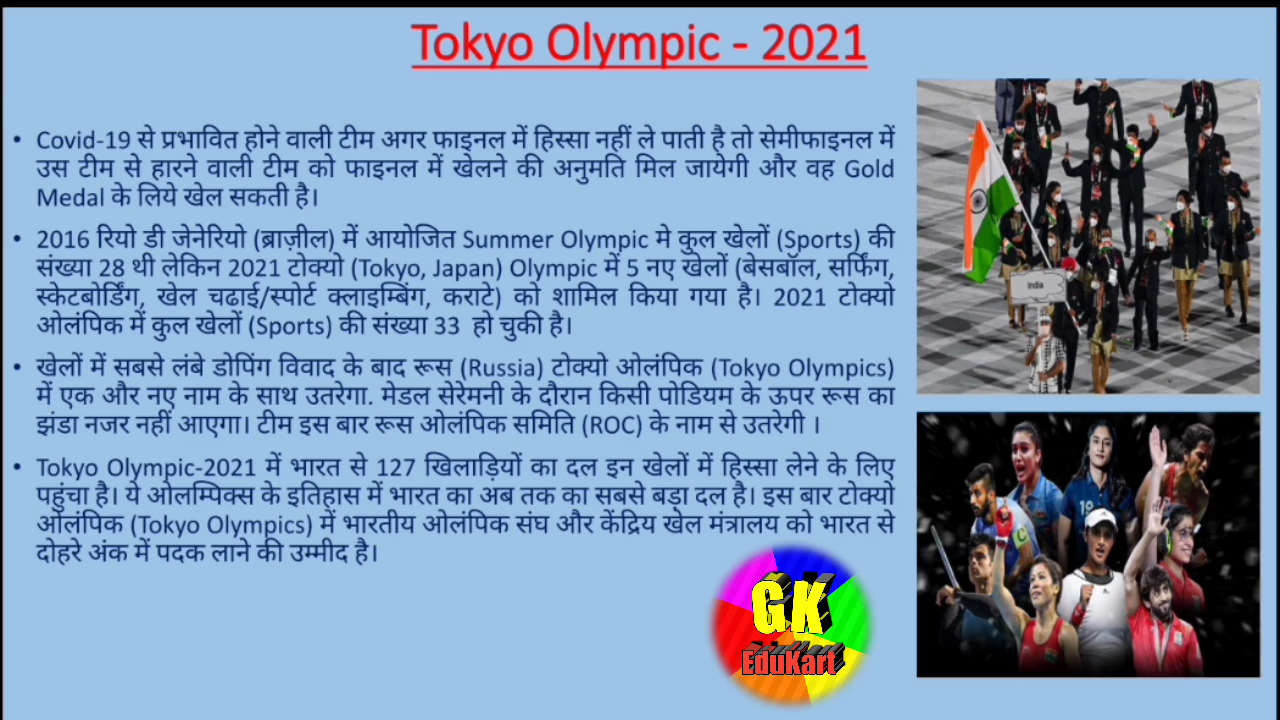 Tokyo Olympic - 2021
• Covid-19 से प्रभावित होने वाली टीम अगर फाइनल में हिस्सा नहीं ले पाती है तो सेमीफाइनल में
उस टीम से हारने वाली टीम को फाइनल में खेलने की अनुमति मिल जायेगी और वह Gold
Medal के लिये खेल सकती है।
• 2016 रियो डी जेनेरियो (ब्राज़ील) में आयोजित Summer Olympic मे कुल खेलों (Sports) की
संख्या 28 थी लेकिन 2021 टोक्यो (Tokyo, Japan) Olympic में 5 नए खेलों (बेसबॉल, सर्फिंग,
स्केटबोर्डिंग, खेल चढाई/स्पोर्ट क्लाइम्बिंग, कराटे) को शामिल किया गया है। 2021 टोक्यो
ओलंपिक में कुल खेलों (Sports) की संख्या 33 हो चुकी है।
• खेलों में सबसे लंबे डोपिंग विवाद के बाद रूस (Russia) टोक्यो ओलंपिक (Tokyo Olympics)
में एक और नए नाम के साथ उतरेगा. मेडल सेरेमनी के दौरान किसी पोडियम के ऊपर रूस का
झंडा नजर नहीं आएगा। टीम इस बार रूस ओलंपिक समिति (ROC) के नाम से उतरेगी ।
• Tokyo Olympic-2021 में भारत से 127 खिलाड़ियों का दल इन खेलों में हिस्सा लेने के लिए
पहुंचा है। ये ओलम्पिक्स के इतिहास में भारत का अब तक का सबसे बड़ा दल है। इस बार टोक्यो
ओलंपिक (Tokyo Olympics) में भारतीय ओलंपिक संघ और केंद्रिय खेल मंत्रालय को भारत से
दोहरे अंक में पदक लाने की उम्मीद है।
India
19
C
GK
EduKart